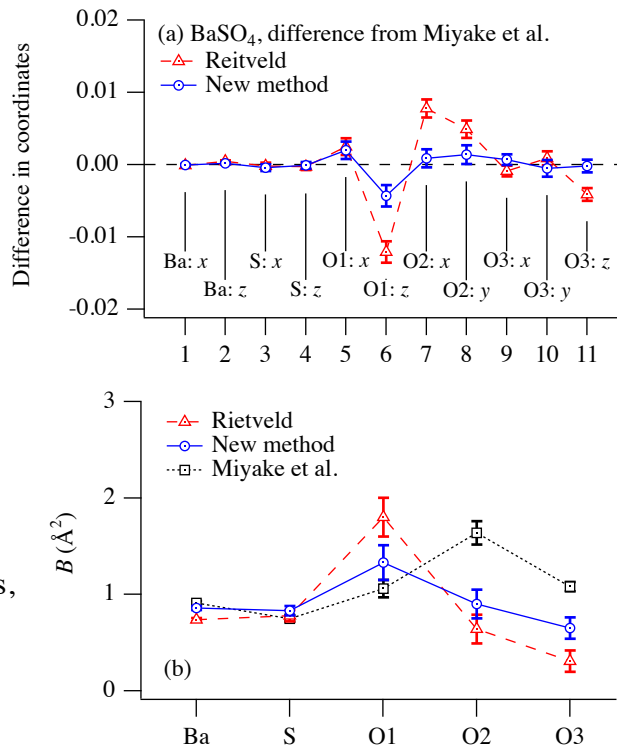 0.02
0.01
0.00
-0.01
-0.02
Difference in coordinates
(a) BaSO4, difference from Miyake et al.
Reitveld
New method
Ba: x
S: x
O1: x
O2: x
O3: x
O3: z
Ba: z
S: z
O1: z
O2: y
O3: y
1 2 3 4 5 6 7 8 9 10 11
3
2
1
0
B (Å2)
Rietveld
New method
Miyake et al.
s,
(b)
Ba S O1 O2 O3